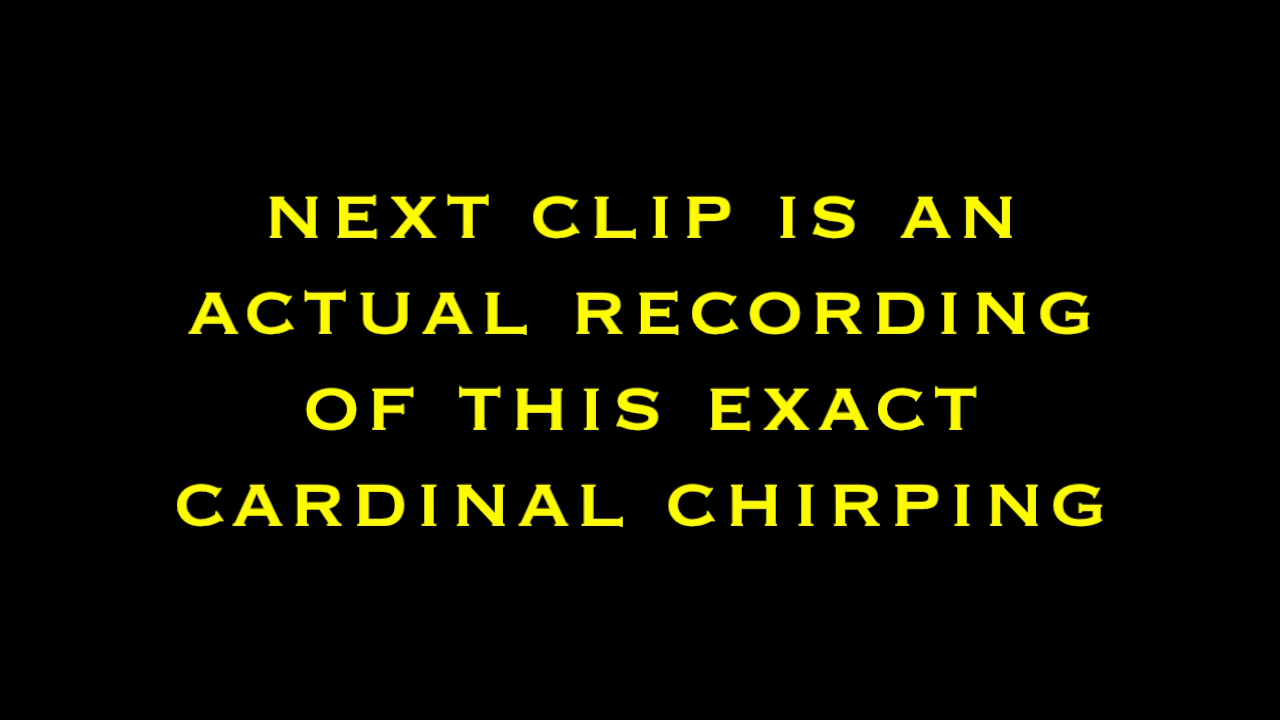 NEXT CLIP IS AN
ACTUAL RECORDING
OF THIS EXACT
CARDINAL CHIRPING